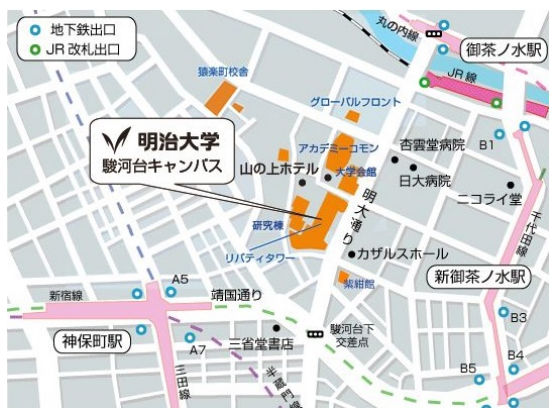 地下鉄出口
JR改札出口
丸の内線
御茶ノ水駅
JR線
猿楽町校舎
グローバルフロント
明治大学
駿河台キャンパス
アカデミーコモン
杏雲堂病院
B1
山の上ホテル
大学会館
日大病院
明大通り
ニコライ堂
千代田線
研究棟
リバティタワー
カザルスホール
新御茶ノ水駅
紫紺館
新宿線
A5
靖国通り
神保町駅
A7
三省堂書店
駿河台下
交差点
B3
B4
B5
三田線
半蔵門線